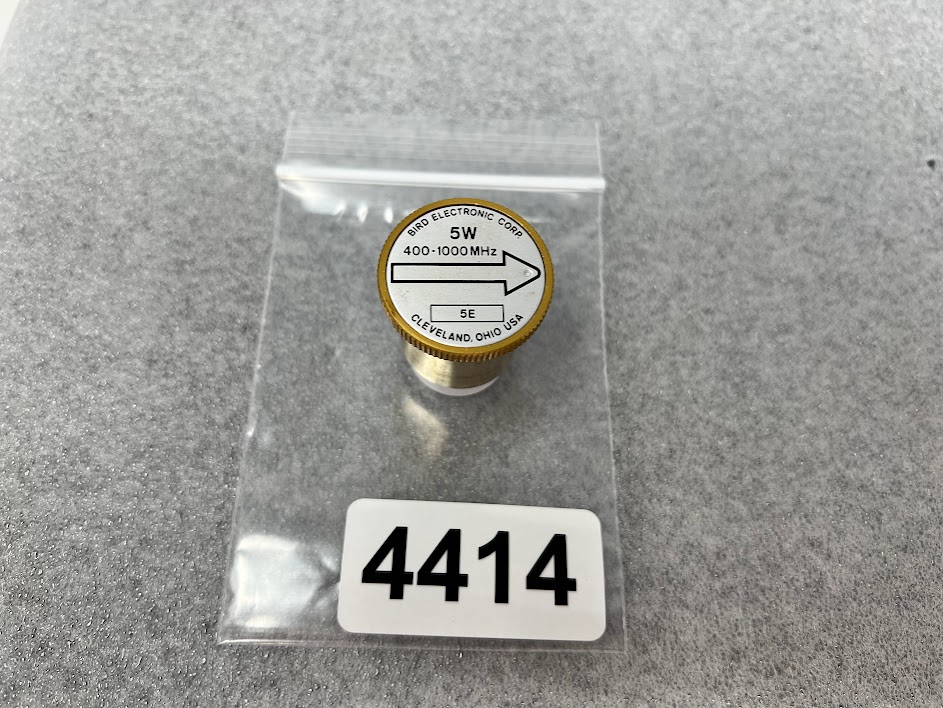 BIRD ELECTRONIC CORP.
5W
400-1000MHz
5E
CLEVELAND, OHIO USA
4414